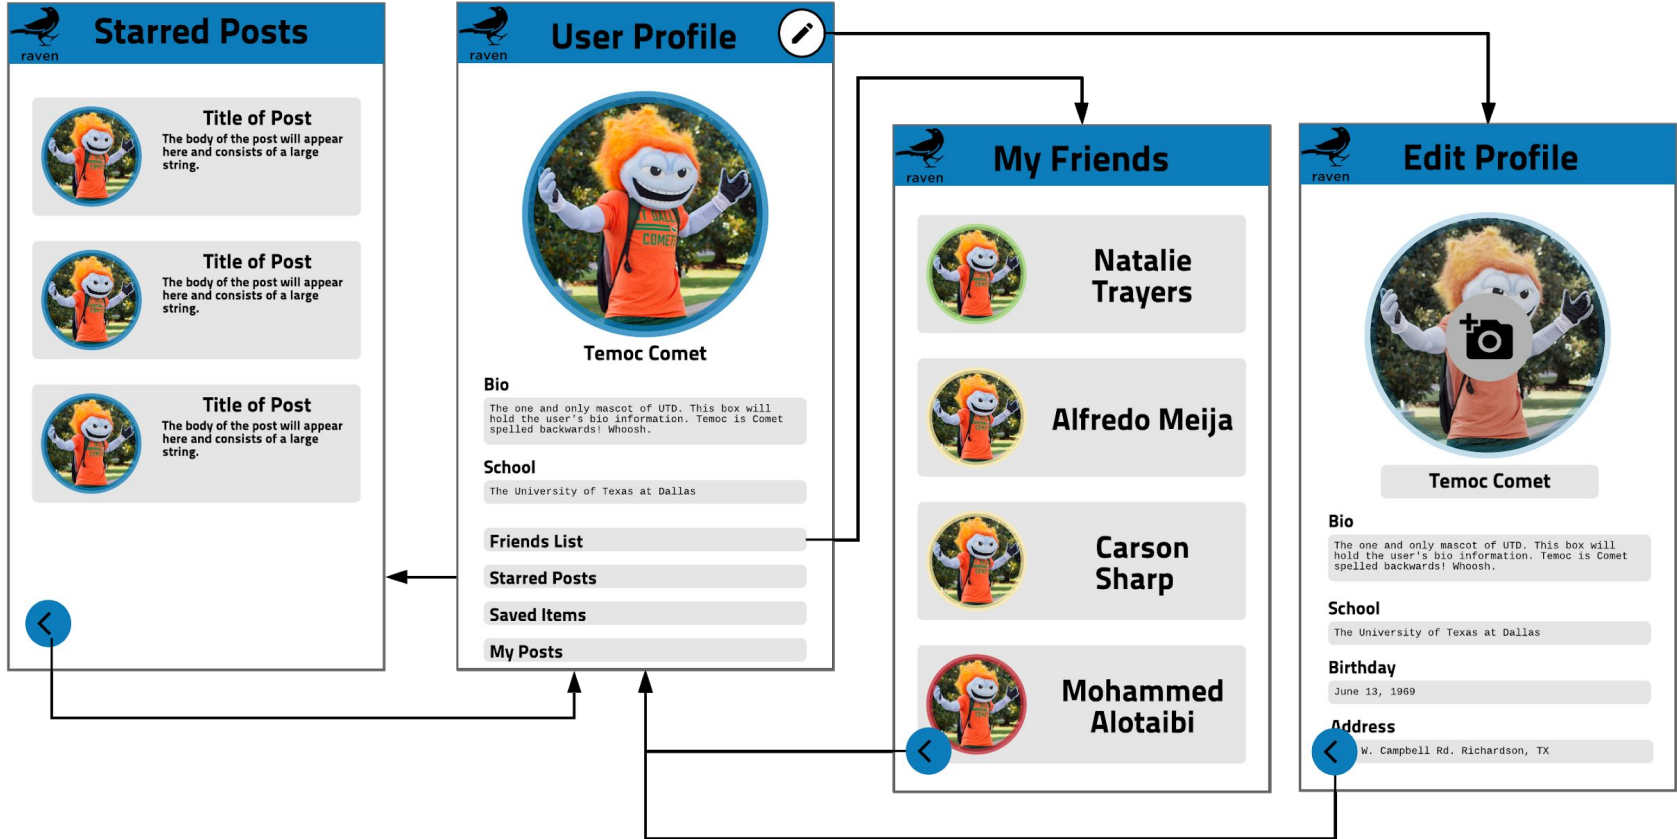 raven
Starred Posts
Title of Post
The body of the post will appear
here and consists of a large
string.
Title of Post
The body of the post will appear
here and consists of a large
string.
Title of Post
The body of the post will appear
here and consists of a large
string.
raven
User Profile
Temoc Comet
Bio
The one and only mascot of UTD. This box will
hold the user's bio information. Temoc is Comet
spelled backwards! Whoosh.
School
The University of Texas at Dallas
Friends List
Starred Posts
Saved Items
My Posts
raven
My Friends
Natalie
Trayers
Alfredo Meija
Carson
Sharp
Mohammed
Alotaibi
raven
Edit Profile
Temoc Comet
Bio
The one and only mascot of UTD. This box will
hold the user's bio information. Temoc is Comet
spelled backwards! Whoosh.
School
The University of Texas at Dallas
Birthday
June 13, 1969
Address
W. Campbell Rd. Richardson, TX